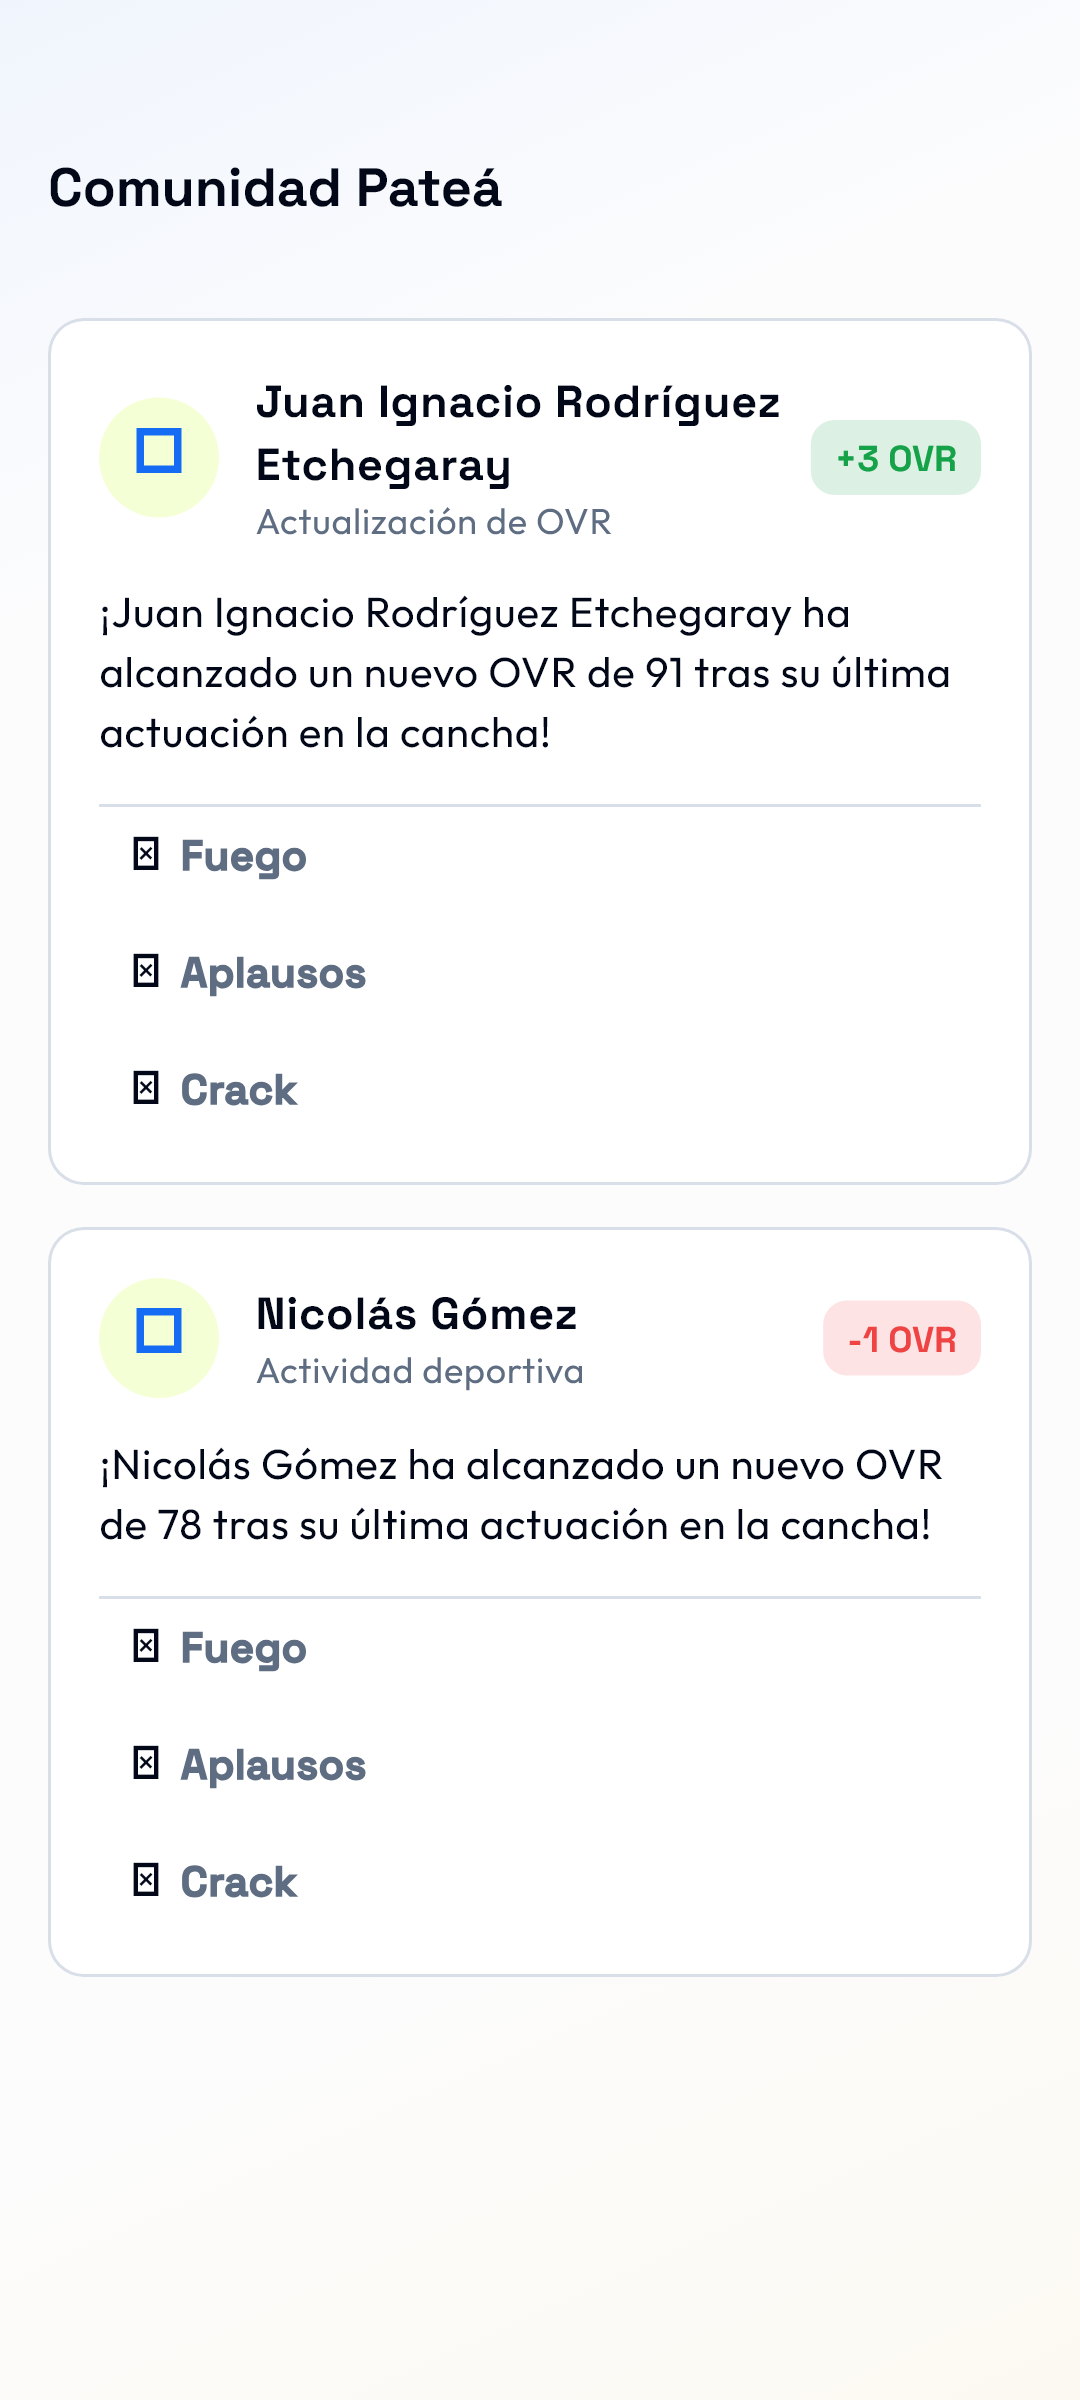 Comunidad Pateá
Juan Ignacio Rodríguez
Etchegaray
Actualización de OVR
+3 OVR
¡Juan Ignacio Rodríguez Etchegaray ha
alcanzado un nuevo OVR de 91 tras su última
actuación en la cancha!
Fuego
Aplausos
Crack
Nicolás Gómez
Actividad deportiva
-1 OVR
¡Nicolás Gómez ha alcanzado un nuevo OVR
de 78 tras su última actuación en la cancha!
Fuego
Aplausos
Crack